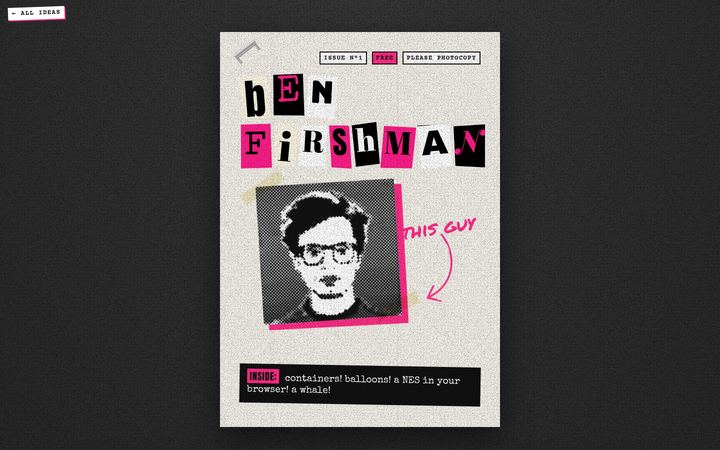 ← ALL IDEAS
ISSUE Nº1 FREE PLEASE PHOTOCOPY
bEN
FiRShMAN
THIS GUY
INSIDE: containers! balloons! a NES in your
browser! a whale!